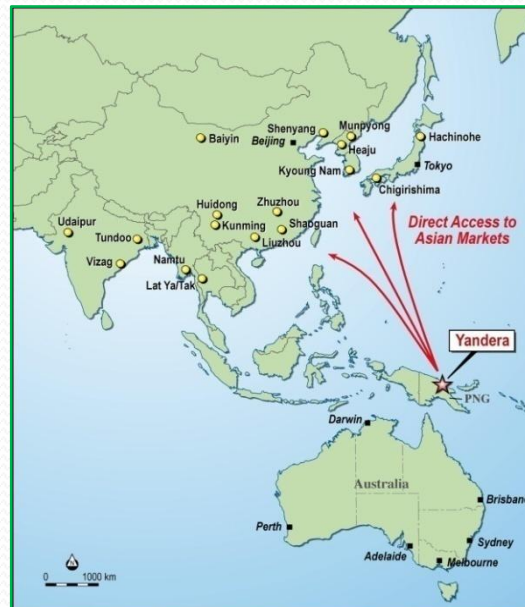 Shenyang
Munpyong
Baiyin
Beijing
Heaju
Hachinohe
Kyoung Nam
Tokyo
Chigirishima
Huidong
Zhuzhou
Udaipur
Kunming
Shaoguan
Direct Access to
Asian Markets
Tundoo
Liuzhou
Vizag
Namtu
Lat Ya/Tak
Yandera
PNG
Darwin
Australia
Brisbane
Perth
Sydney
Adelaide
Melbourne
N
0 1000 km